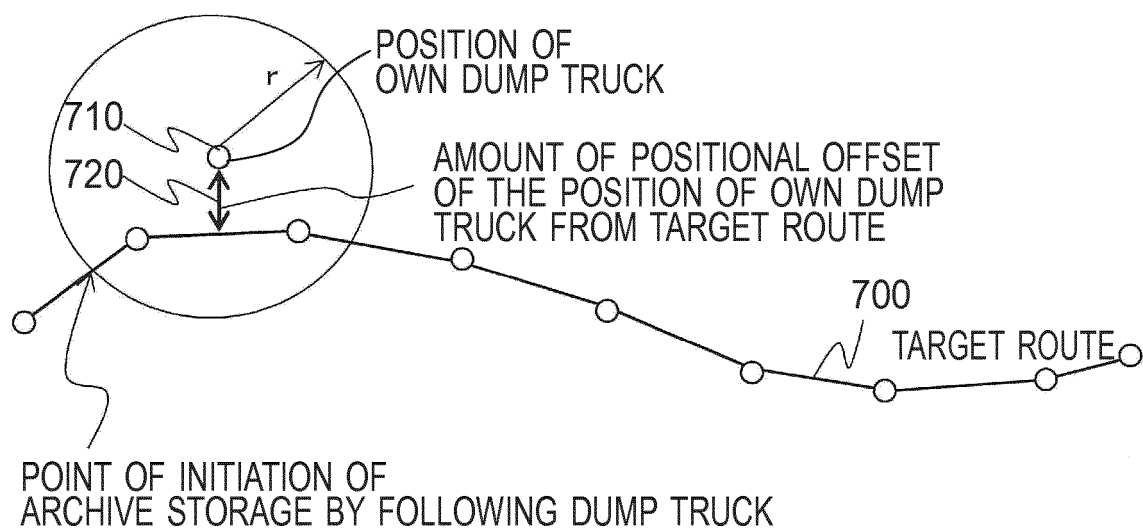 POSITION OF
OWN DUMP TRUCK
r
710
720
AMOUNT OF POSITIONAL OFFSET
OF THE POSITION OF OWN DUMP
TRUCK FROM TARGET ROUTE
700
TARGET ROUTE
POINT OF INITIATION OF
ARCHIVE STORAGE BY FOLLOWING DUMP TRUCK